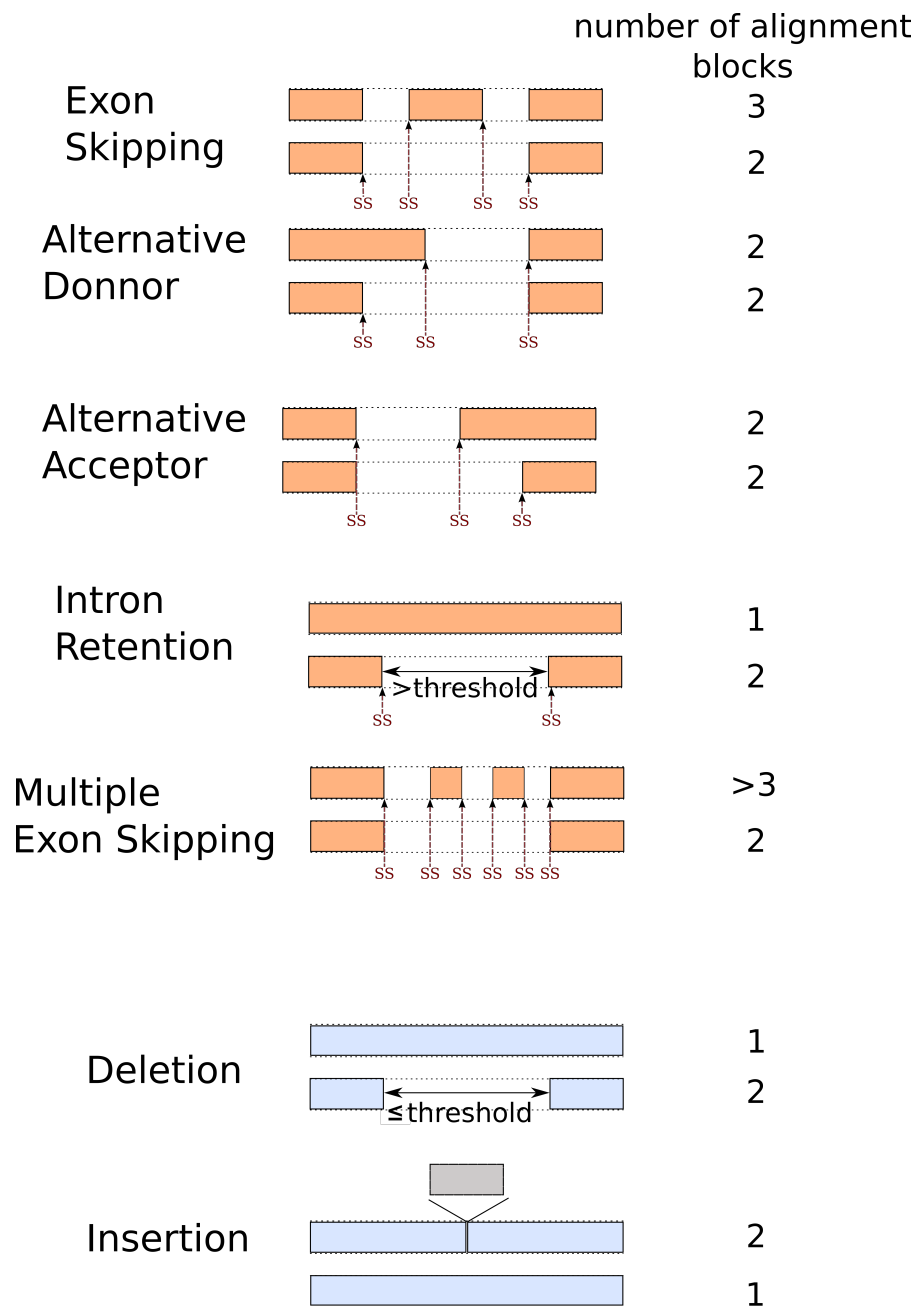 number of alignment
blocks
Exon
Skipping
3
2
SS SS SS SS
Alternative
Donnor
2
2
SS SS SS
Alternative
Acceptor
2
2
SS SS SS
Intron
Retention
1
2
>threshold
SS SS
Multiple
Exon Skipping
>3
2
SS SS SS SS SS SS
Deletion
1
2
≤threshold
Insertion
2
1